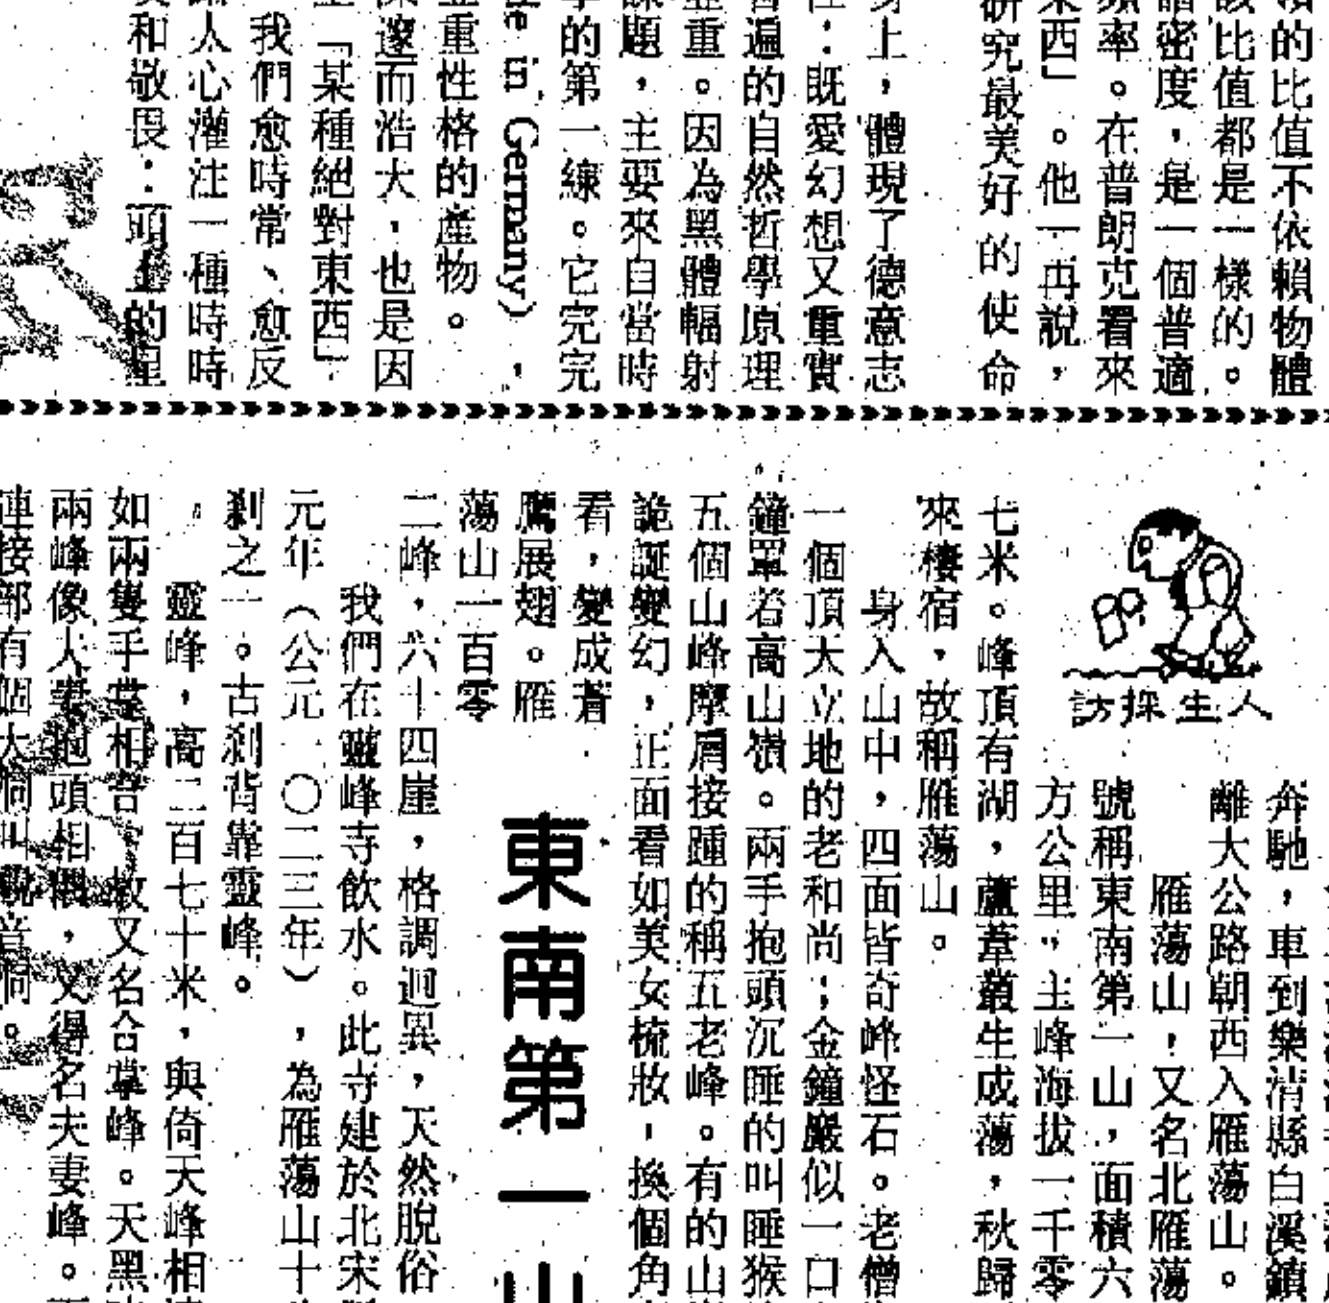 的比值不依賴物體
該比值都是一樣的。
密度，是一個普適
頻率。在普朗克看來
東西」。他一再說，
研究最美好的使命
身上，體現了德意志
：既愛幻想又重實
普遍的自然哲學原理
重。因為黑體輻射
課題，主要來自當時
的第一線。它完完
in Germany），
重性格的產物。
邃而浩大，也是因
「某種絕對東西」
我們愈時常、愈反
人心灌注一種時時
和敬畏：頭上的星
人生採訪
奔馳，車到樂清縣白溪鎮
離大公路朝西入雁蕩山。
雁蕩山，又名北雁蕩
號稱東南第一山，面積六
方公里，主峰海拔一千零
七米。峰頂有湖，蘆葦叢生成蕩，秋歸
來棲宿，故稱雁蕩山。
身入山中，四面皆奇峰怪石。老僧
一個頂天立地的老和尚；金鐘巖似一口
鐘罩著高山嶺。兩手抱頭沉睡的叫睡猴
五個山峰摩肩接踵的稱五老峰。有的山
詭誕變幻，正面看如美女梳妝，換個角
看，變成蒼
鷹展翅。雁
蕩山一百零
東南第一山
二峰，六十四崖，格調迥異，天然脫俗
我們在靈峰寺飲水。此寺建於北宋
元年（公元一〇二三年），為雁蕩山十
剎之一。古剎背靠靈峰。
靈峰，高二百七十米，與倚天峰相
如兩隻手掌相合，故又名合掌峰。天黑
兩峰像人妻抱頭相偎，又得名夫妻峰。
連接部有個大洞叫觀音洞。